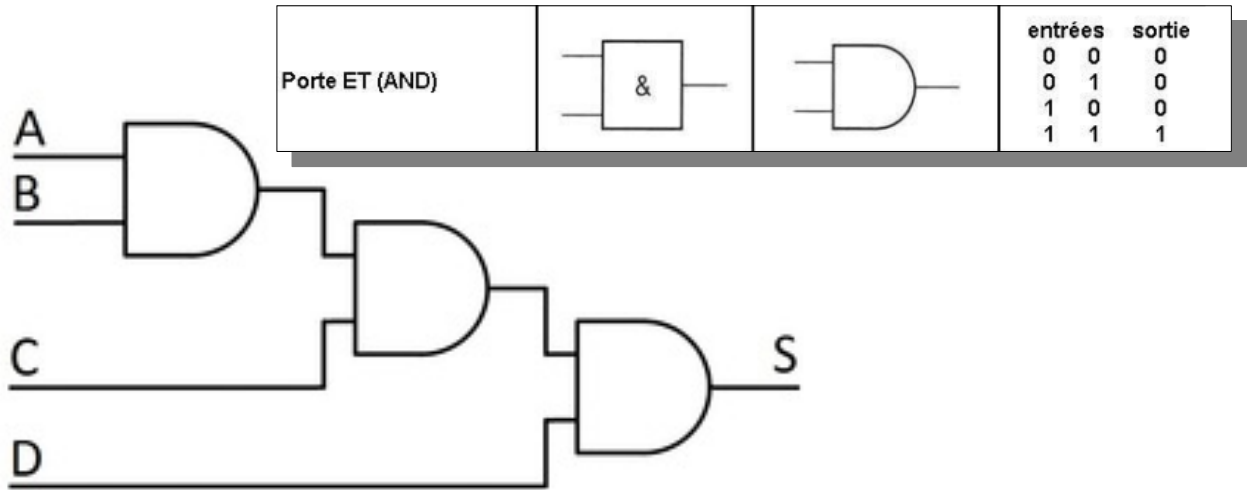 Porte ET (AND)
&
entrées sortie
0 0 0
0 1 0
1 0 0
1 1 1
A
B
C
D
S